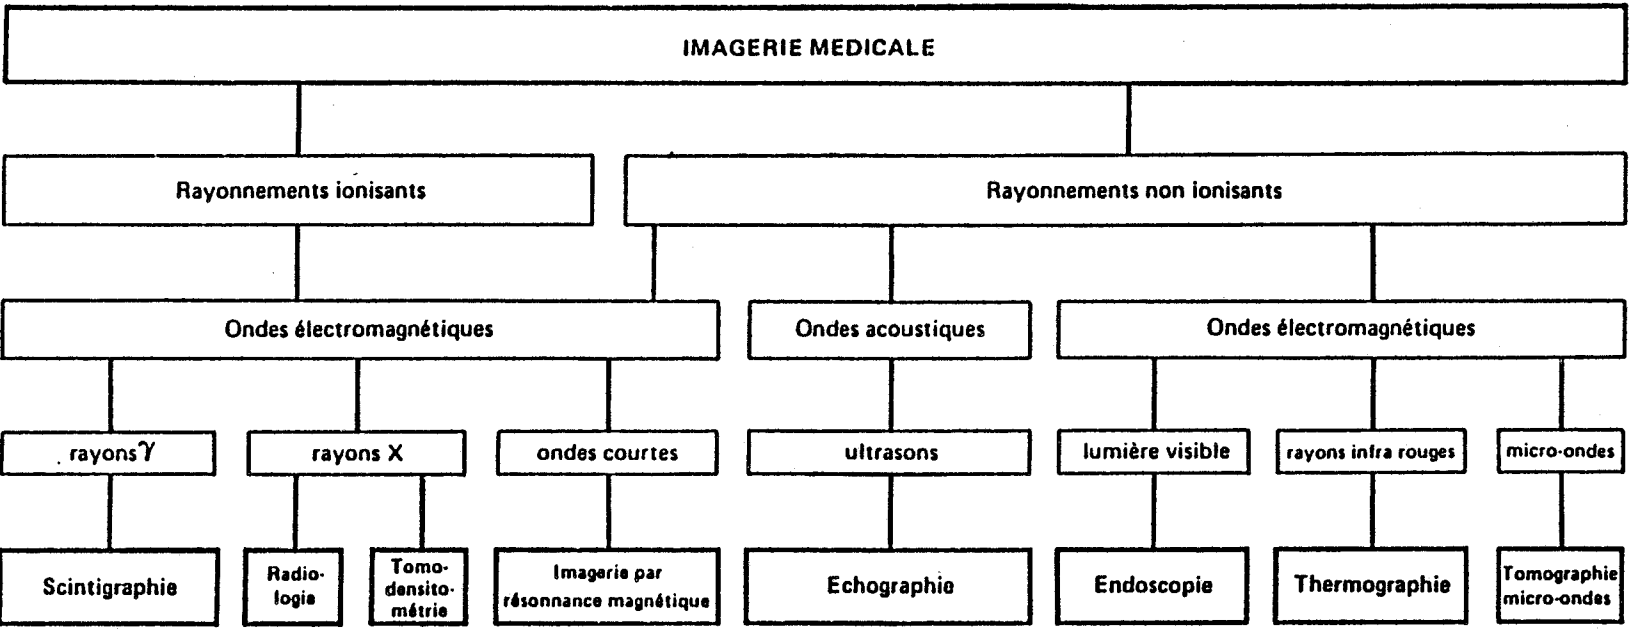 IMAGERIE MEDICALE
Rayonnements ionisants
Rayonnements non ionisants
Ondes électromagnétiques
Ondes acoustiques
Ondes électromagnétiques
rayons γ
rayons X
ondes courtes
ultrasons
lumière visible
rayons infra rouges
micro-ondes
Scintigraphie
Radio-
logie
Tomo-
densito-
métrie
Imagerie par
résonnance magnétique
Echographie
Endoscopie
Thermographie
Tomographie
micro-ondes